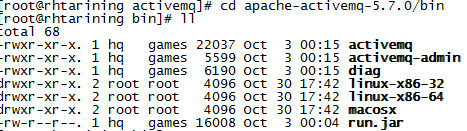 [root@rhtarining activemq]# cd apache-activemq-5.7.0/bin
[root@rhtarining bin]# ll
total 68
-rwxr-xr-x. 1 hq   games 22037 Oct  3 00:15 activemq
-rwxr-xr-x. 1 hq   games  5599 Oct  3 00:15 activemq-admin
-rwxr-xr-x. 1 hq   games  6190 Oct  3 00:15 diag
drwxr-xr-x. 2 root root   4096 Oct 30 17:42 linux-x86-32
drwxr-xr-x. 2 root root   4096 Oct 30 17:42 linux-x86-64
drwxr-xr-x. 2 root root   4096 Oct 30 17:42 macosx
-rw-r--r--. 1 hq   games 16008 Oct  3 00:04 run.jar